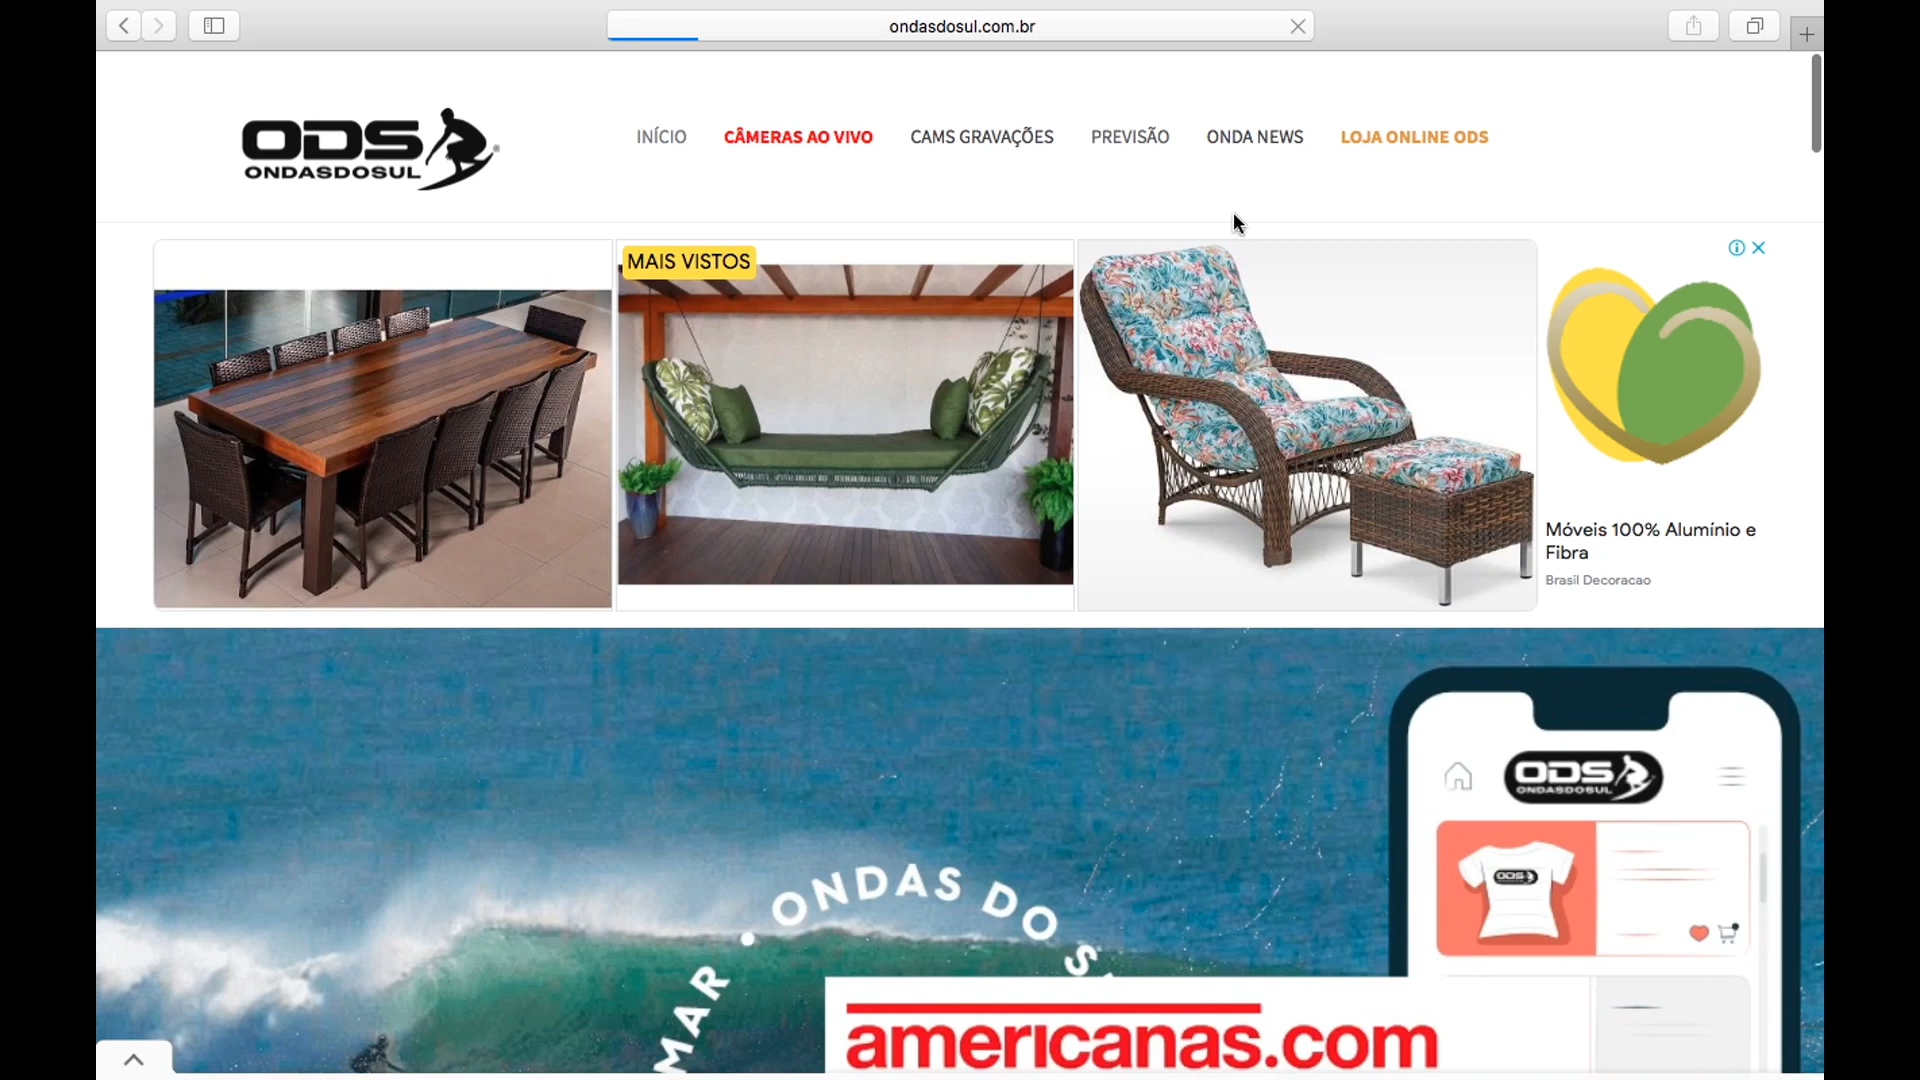 ondasdosul.com.br
ODS
ONDASDOSUL
INÍCIO
CÂMERAS AO VIVO
CAMS GRAVAÇÕES
PREVISÃO
ONDA NEWS
LOJA ONLINE ODS
MAIS VISTOS
Móveis 100% Alumínio e
Fibra
Brasil Decoracao
ODS
ONDASDOSUL
ODS
MAR • ONDAS DO S
americanas.com